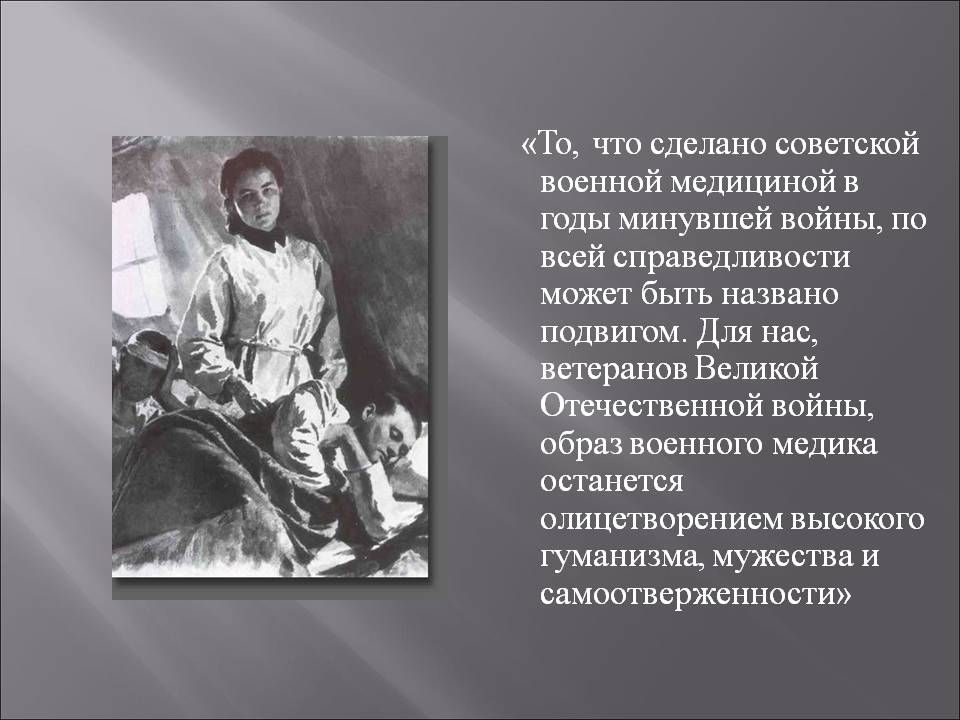 «То, что сделано советской
военной медициной в
годы минувшей войны, по
всей справедливости
может быть названо
подвигом. Для нас,
ветеранов Великой
Отечественной войны,
образ военного медика
останется
олицетворением высокого
гуманизма, мужества и
самоотверженности»